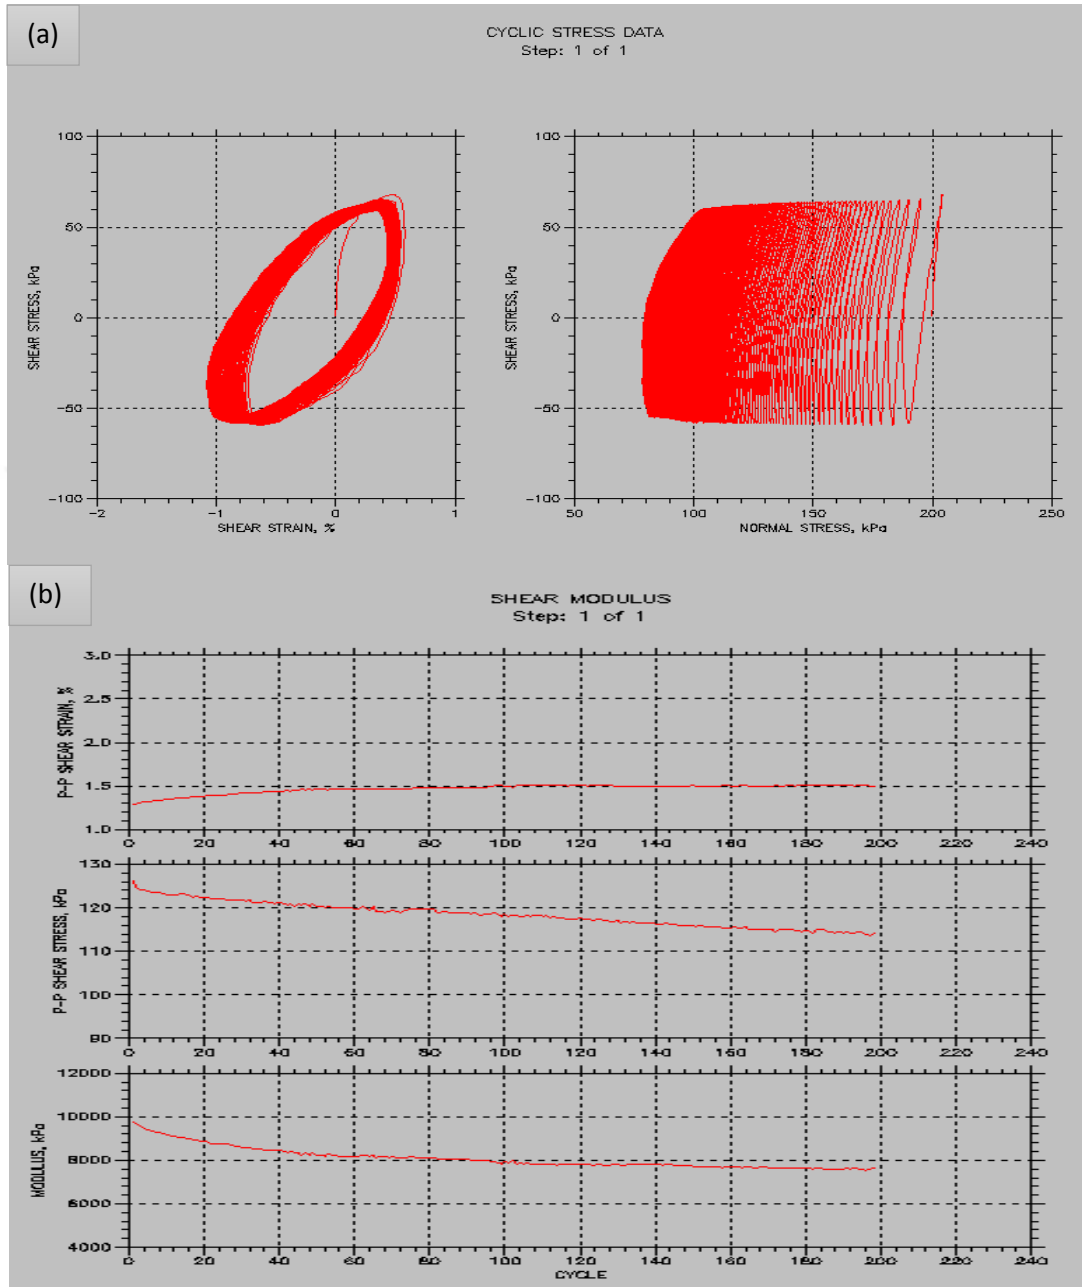 (a)
CYCLIC STRESS DATA
Step: 1 of 1
100
50
0
-50
-100
-2
-1
0
1
SHEAR STRESS, kPa
SHEAR STRAIN, %
100
50
0
-50
-100
50
100
150
200
250
SHEAR STRESS, kPa
NORMAL STRESS, kPa
(b)
SHEAR MODULUS
Step: 1 of 1
3.0
2.5
2.0
1.5
1.0
P-P SHEAR STRAIN, %
0 20 40 60 80 100 120 140 160 180 200 220 240
130
120
110
100
90
P-P SHEAR STRESS, kPa
0 20 40 60 80 100 120 140 160 180 200 220 240
12000
10000
8000
6000
4000
MODULUS, kPa
0 20 40 60 80 100 120 140 160 180 200 220 240
CYCLE